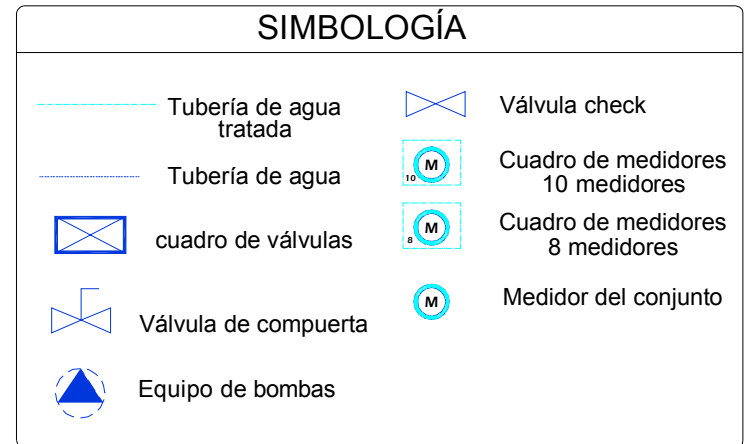 SIMBOLOGÍA
Tubería de agua
tratada
Tubería de agua
cuadro de válvulas
Válvula de compuerta
Equipo de bombas
Válvula check
M
10
Cuadro de medidores
10 medidores
M
8
Cuadro de medidores
8 medidores
M
Medidor del conjunto